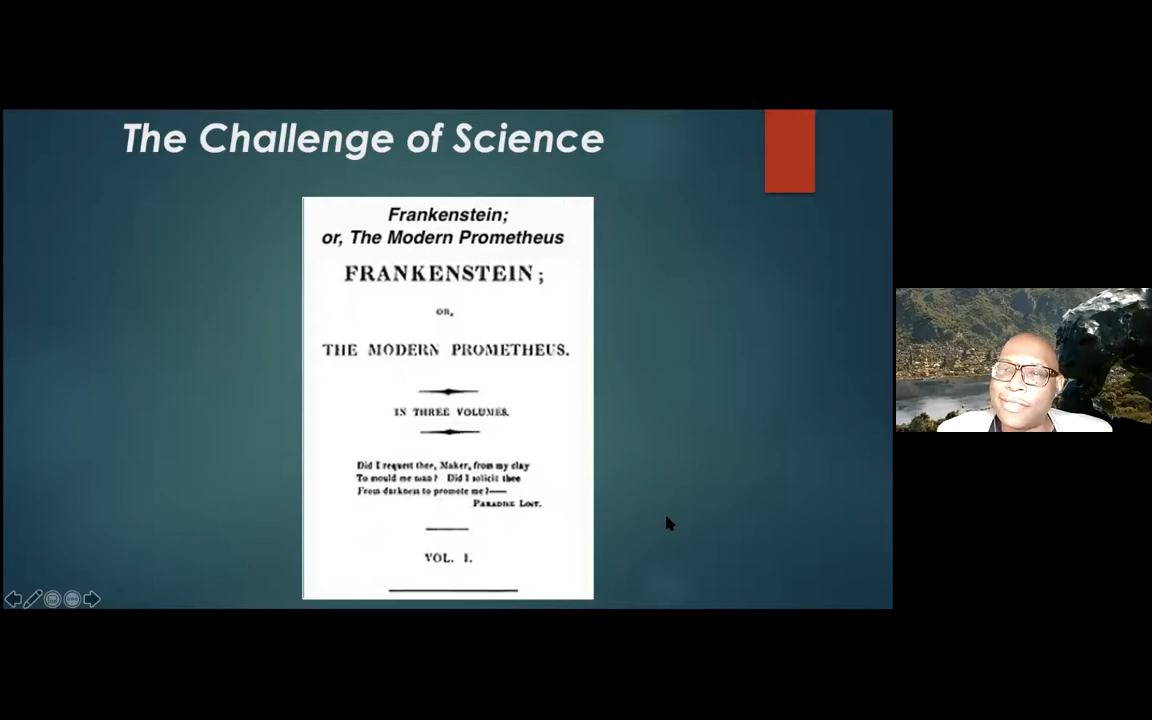 The Challenge of Science
Frankenstein;
or, The Modern Prometheus
FRANKENSTEIN;
OR,
THE MODERN PROMETHEUS.
IN THREE VOLUMES.
Did I request thee, Maker, from my clay
To mould me man? Did I solicit thee
From darkness to promote me?—
PARADISE LOST.
VOL. I.